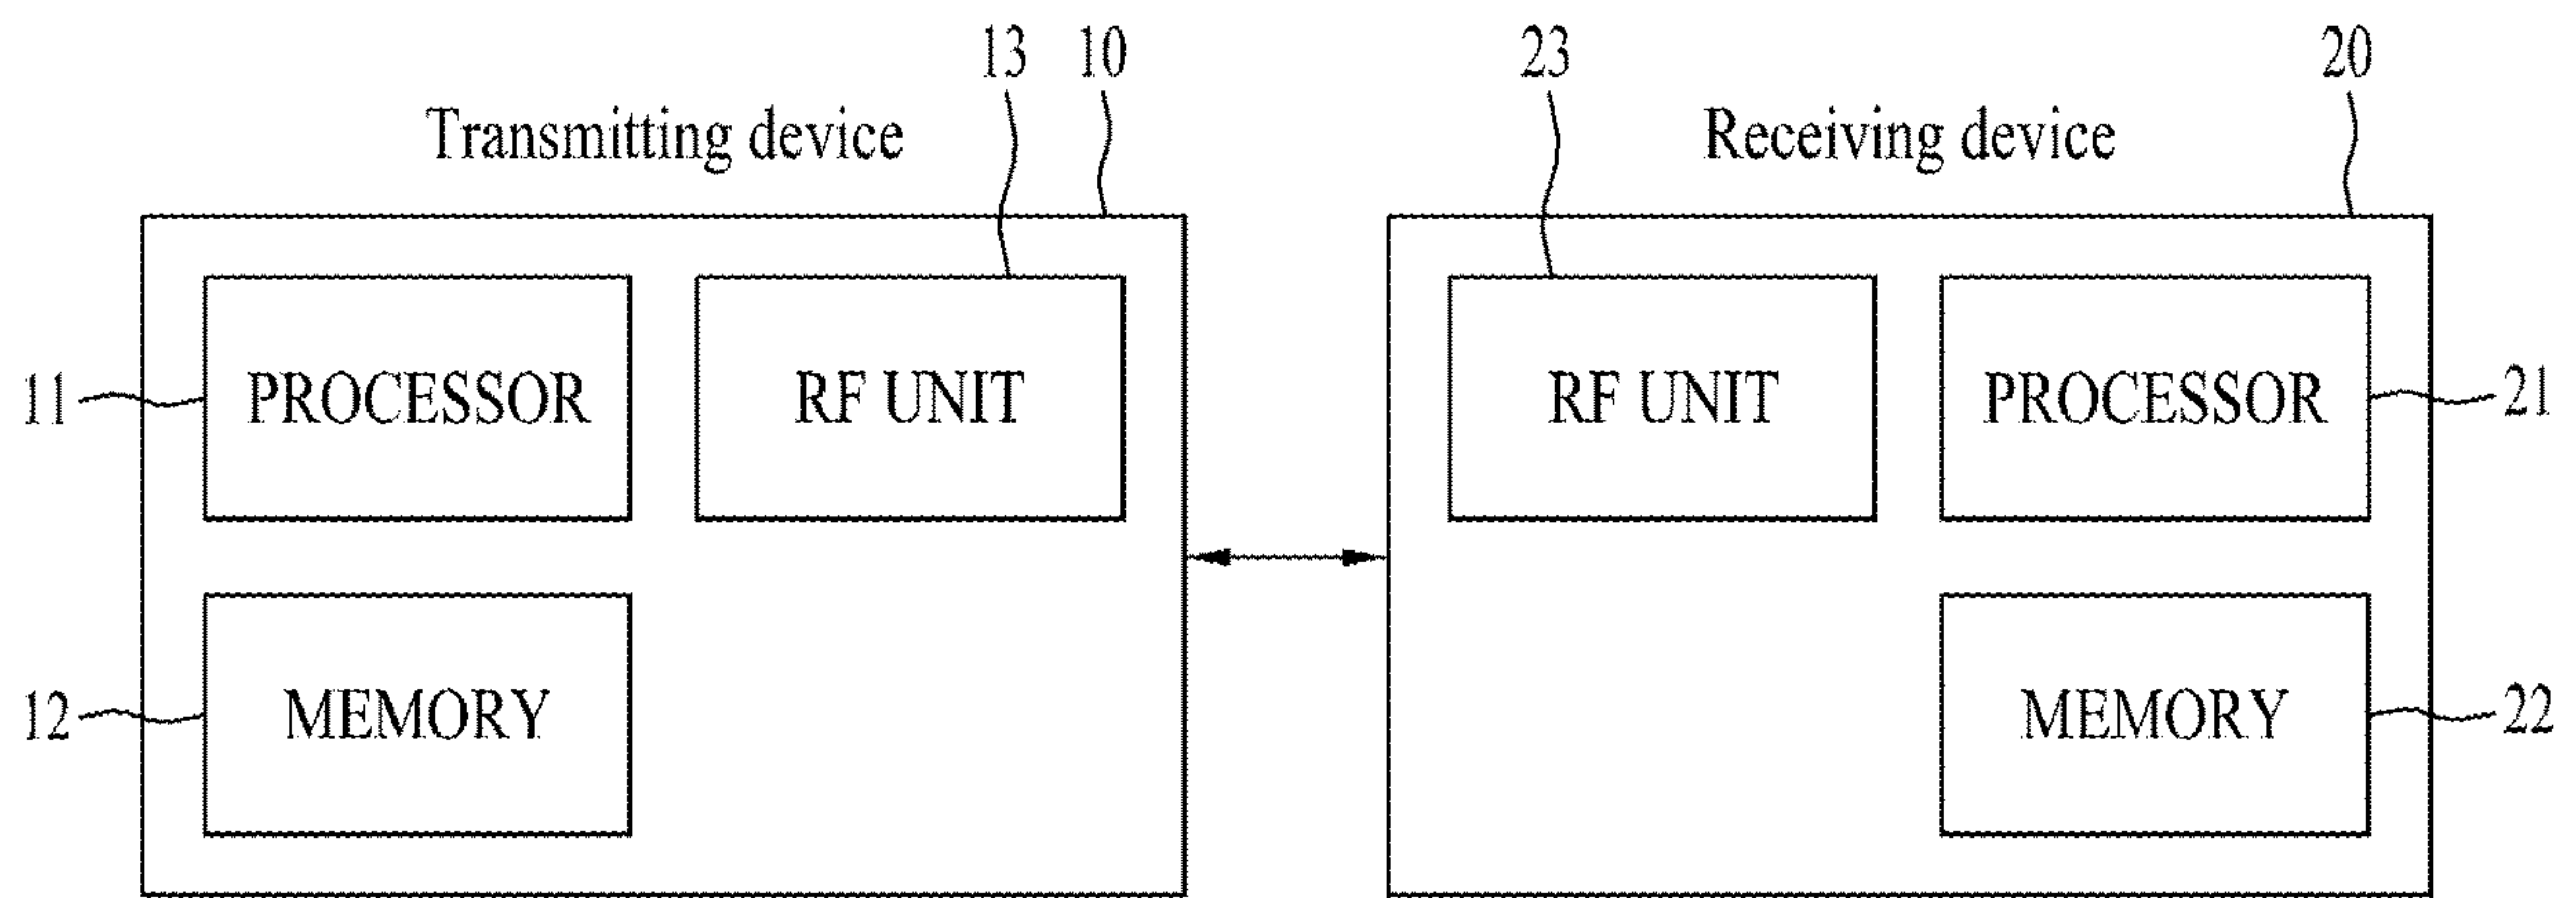 13 10 23 20
Transmitting device Receiving device
11 PROCESSOR RF UNIT RF UNIT PROCESSOR 21
12 MEMORY MEMORY 22